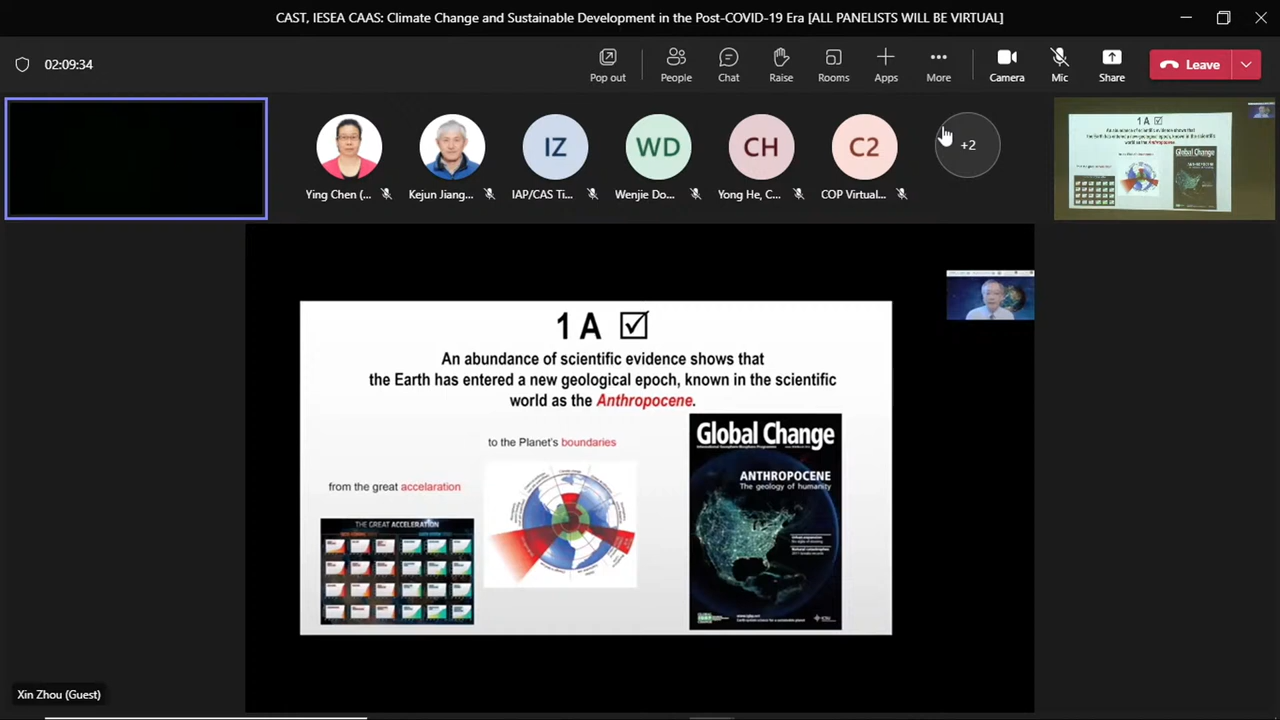 CAST, IESEA CAAS: Climate Change and Sustainable Development in the Post-COVID-19 Era [ALL PANELISTS WILL BE VIRTUAL]
02:09:34
Pop out
People
Chat
Raise
Rooms
Apps
More
Camera
Mic
Share
Leave
IZ
WD
CH
C2
+2
Ying Chen (...
Kejun Jiang...
IAP/CAS Ti...
Wenjie Do...
Yong He, C...
COP Virtual...
1 A
An abundance of scientific evidence shows that
the Earth has entered a new geological epoch, known in the scientific
world as the Anthropocene.
to the Planet's boundaries
from the great accelaration
THE GREAT ACCELERATION
Global Change
ANTHROPOCENE
The geology of humanity
Xin Zhou (Guest)